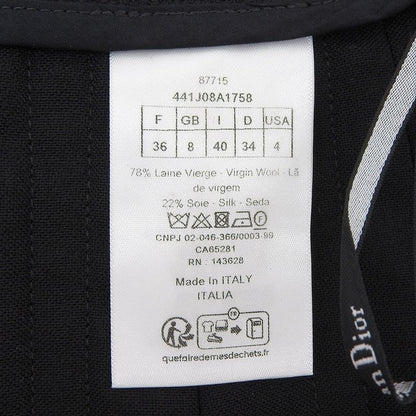 87715
441J08A1758
F GB I D USA
36 8 40 34 4
78% Laine Vierge - Virgin Wool - Lã
de virgem
22% Soie - Silk - Seda
CNPJ 02-046-366/0003-99
CA65281
RN : 143628
Made in ITALY
ITALIA
FR
quefairedemesdechets.fr
Dior